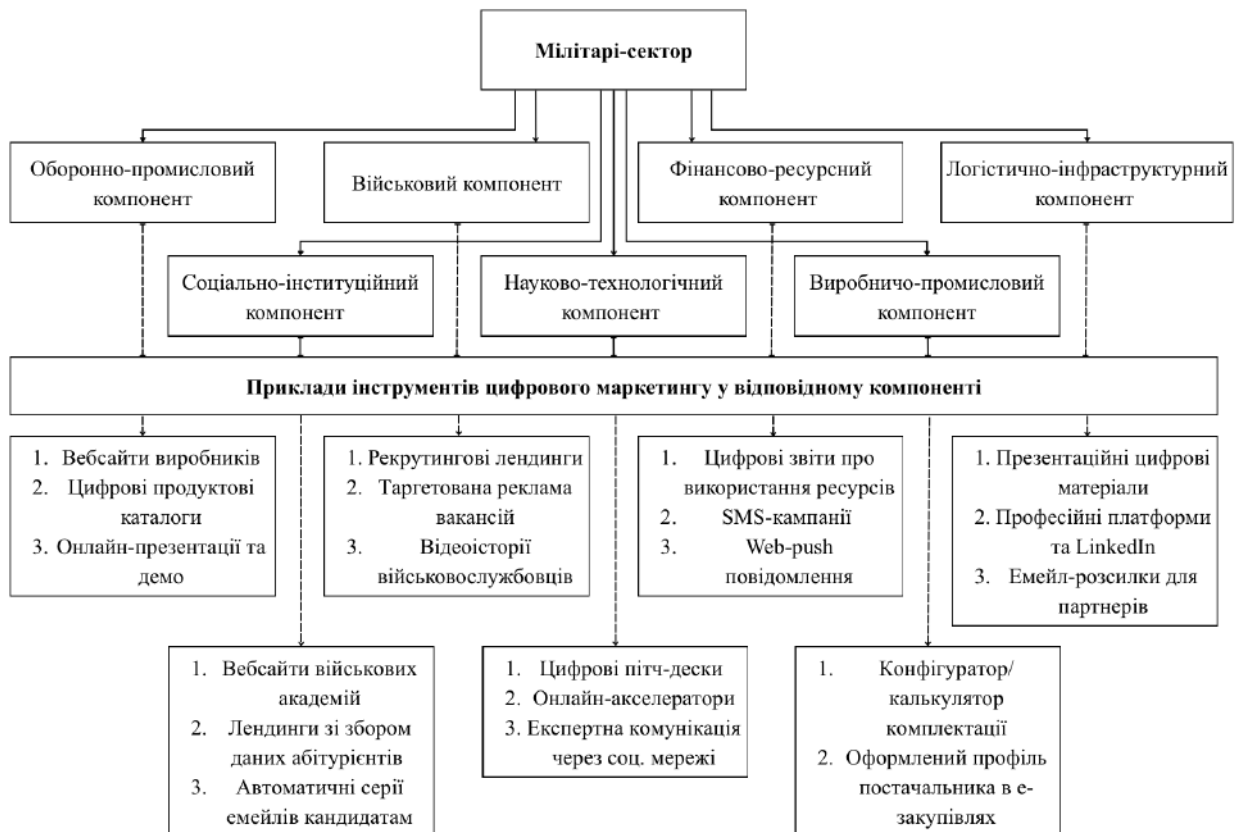 Мілітарі-сектор
Оборонно-промисловий
компонент
Військовий компонент
Фінансово-ресурсний
компонент
Логістично-інфраструктурний
компонент
Соціально-інституційний
компонент
Науково-технологічний
компонент
Виробничо-промисловий
компонент
Приклади інструментів цифрового маркетингу у відповідному компоненті
1. Вебсайти виробників
2. Цифрові продуктові
каталоги
3. Онлайн-презентації та
демо
1. Рекрутингові лендинги
2. Таргетована реклама
вакансій
3. Відеоісторії
військовослужбовців
1. Цифрові звіти про
використання ресурсів
2. SMS-кампанії
3. Web-push
повідомлення
1. Презентаційні цифрові
матеріали
2. Професійні платформи
та LinkedIn
3. Емейл-розсилки для
партнерів
1. Вебсайти військових
академій
2. Лендинги зі збором
даних абітурієнтів
3. Автоматичні серії
емейлів кандидатам
1. Цифрові пітч-дески
2. Онлайн-акселератори
3. Експертна комунікація
через соц. мережі
1. Конфігуратор/
калькулятор
комплектації
2. Оформлений профіль
постачальника в е-
закупівлях